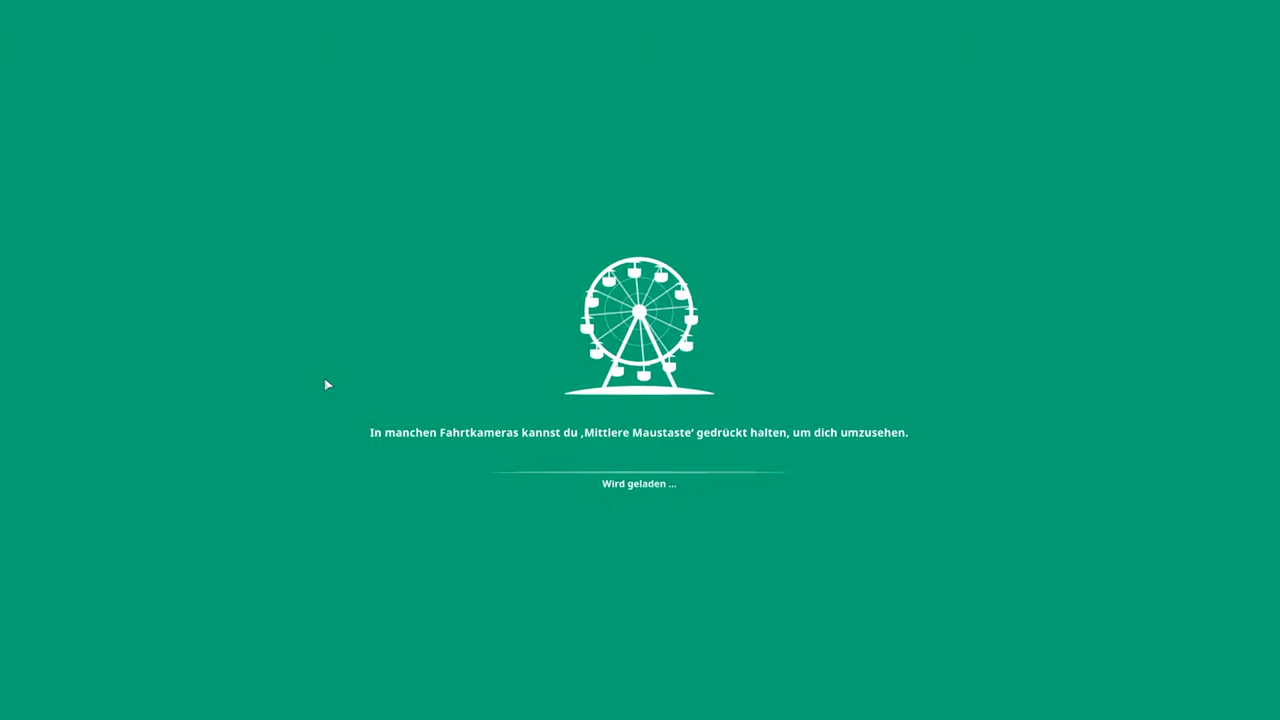 In manchen Fahrtkameras kannst du ‚Mittlere Maustaste‘ gedrückt halten, um dich umzusehen.
Wird geladen ...